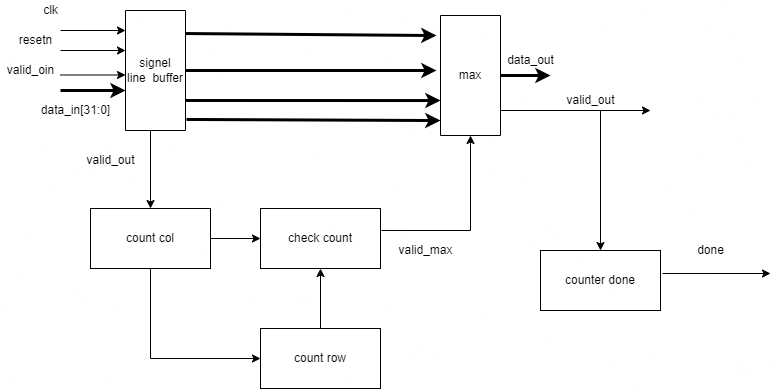 clk
resetn
valid_oin
data_in[31:0]
signel
line buffer
max
data_out
valid_out
valid_out
count col
check count
valid_max
count row
counter done
done